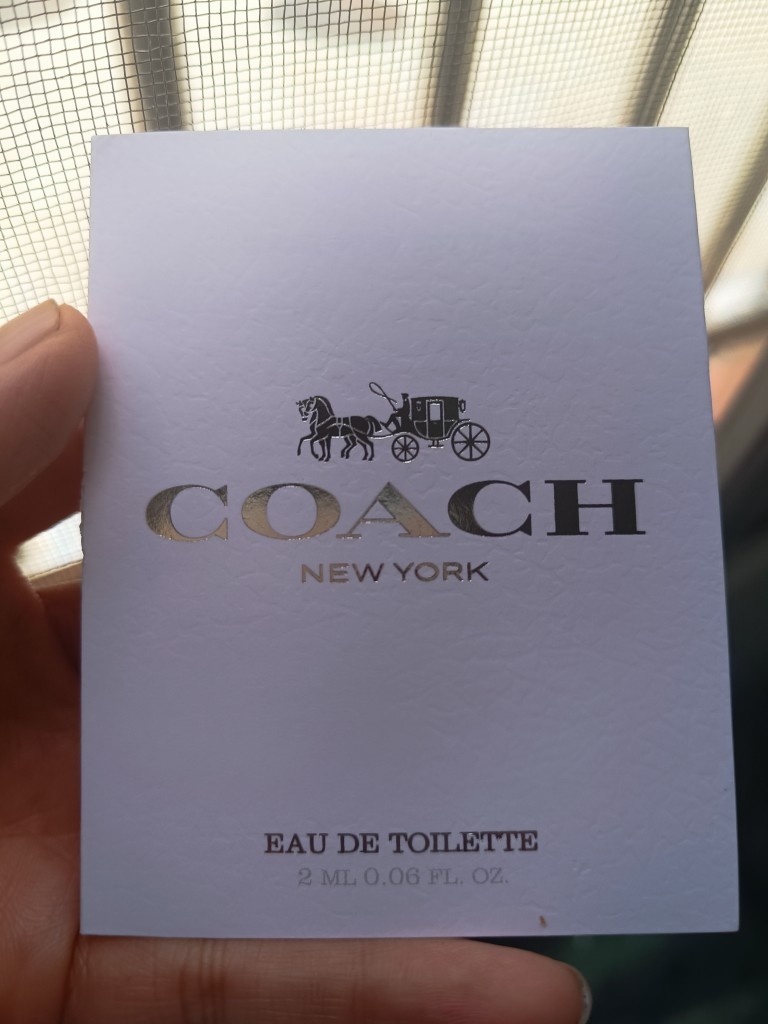 COACH
NEW YORK
EAU DE TOILETTE
2 ML 0.06 FL. OZ.